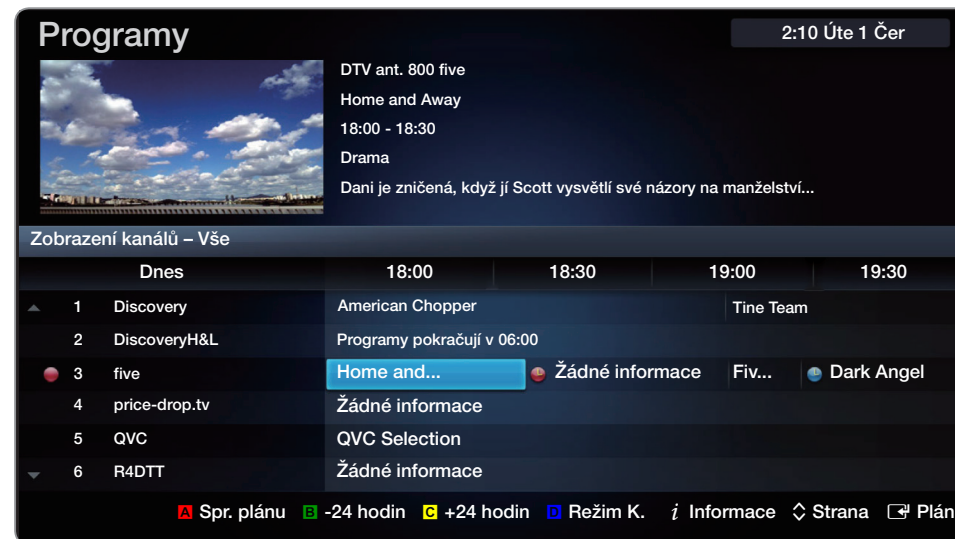 Programy
2:10 Úte 1 Čer
DTV ant. 800 five
Home and Away
18:00 - 18:30
Drama
Dani je zničená, když jí Scott vysvětlí své názory na manželství...
Zobrazení kanálů – Vše
Dnes 18:00 18:30 19:00 19:30
1 Discovery American Chopper Tine Team
2 DiscoveryH&L Programy pokračují v 06:00
3 five Home and... Žádné informace Fiv... Dark Angel
4 price-drop.tv Žádné informace
5 QVC QVC Selection
6 R4DTT Žádné informace
A Spr. plánu B -24 hodin C +24 hodin D Režim K. i Informace Strana Plán